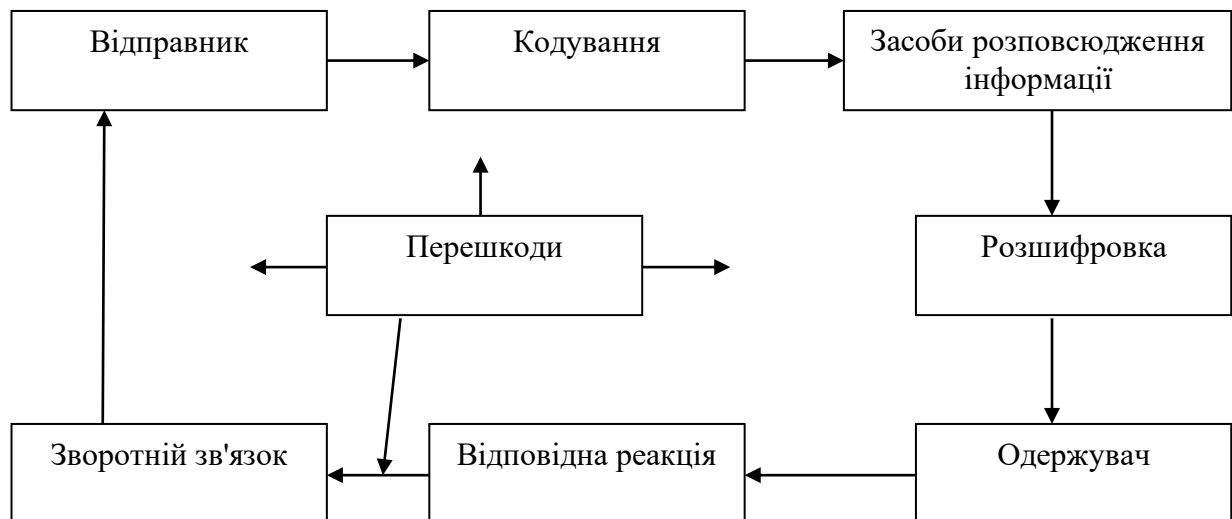 Відправник
Кодування
Засоби розповсюдження
інформації
Перешкоди
Розшифровка
Зворотній зв'язок
Відповідна реакція
Одержувач